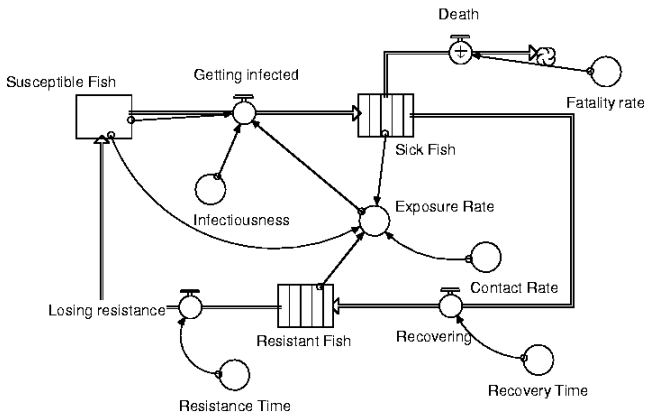 Death
Getting infected
Susceptible Fish
Fatality rate
Sick Fish
Infectiousness
Exposure Rate
Contact Rate
Losing resistance
Resistant Fish
Recovering
Recovery Time
Resistance Time